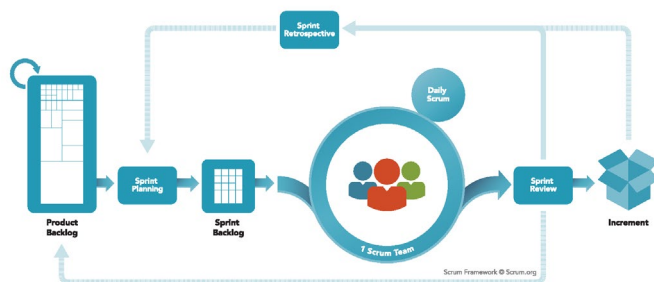 Sprint
Retrospective
Daily
Scrum
Sprint
Planning
Sprint
Review
Product
Backlog
Sprint
Backlog
1 Scrum Team
Increment
Scrum Framework © Scrum.org